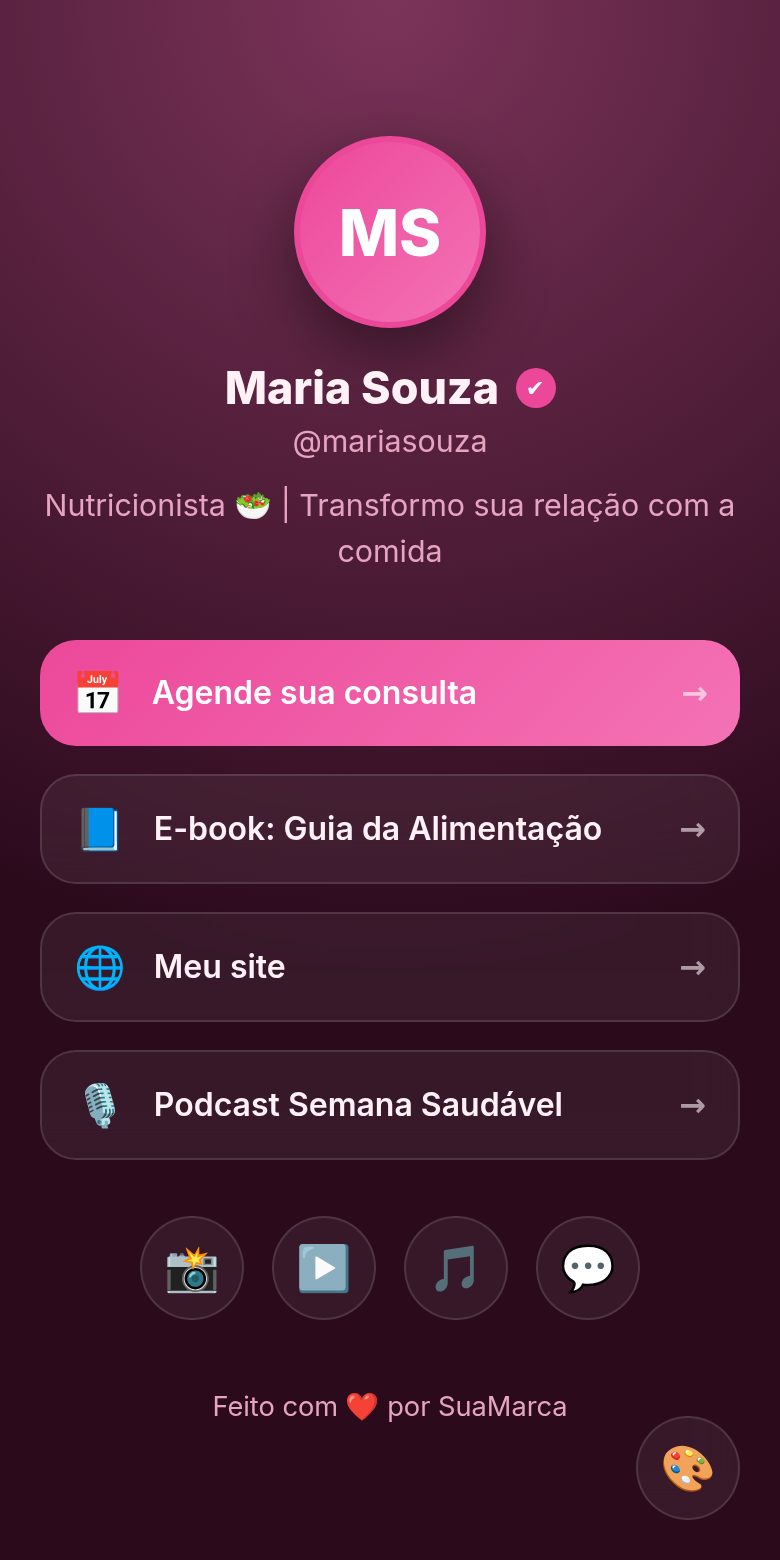 MS
Maria Souza ✔
@mariasouza
Nutricionista 🥗 | Transformo sua relação com a
comida
📅 Agende sua consulta →
📘 E-book: Guia da Alimentação →
🌐 Meu site →
🎙️ Podcast Semana Saudável →
📸 ▶️ 🎵 💬
Feito com ❤️ por SuaMarca
🎨